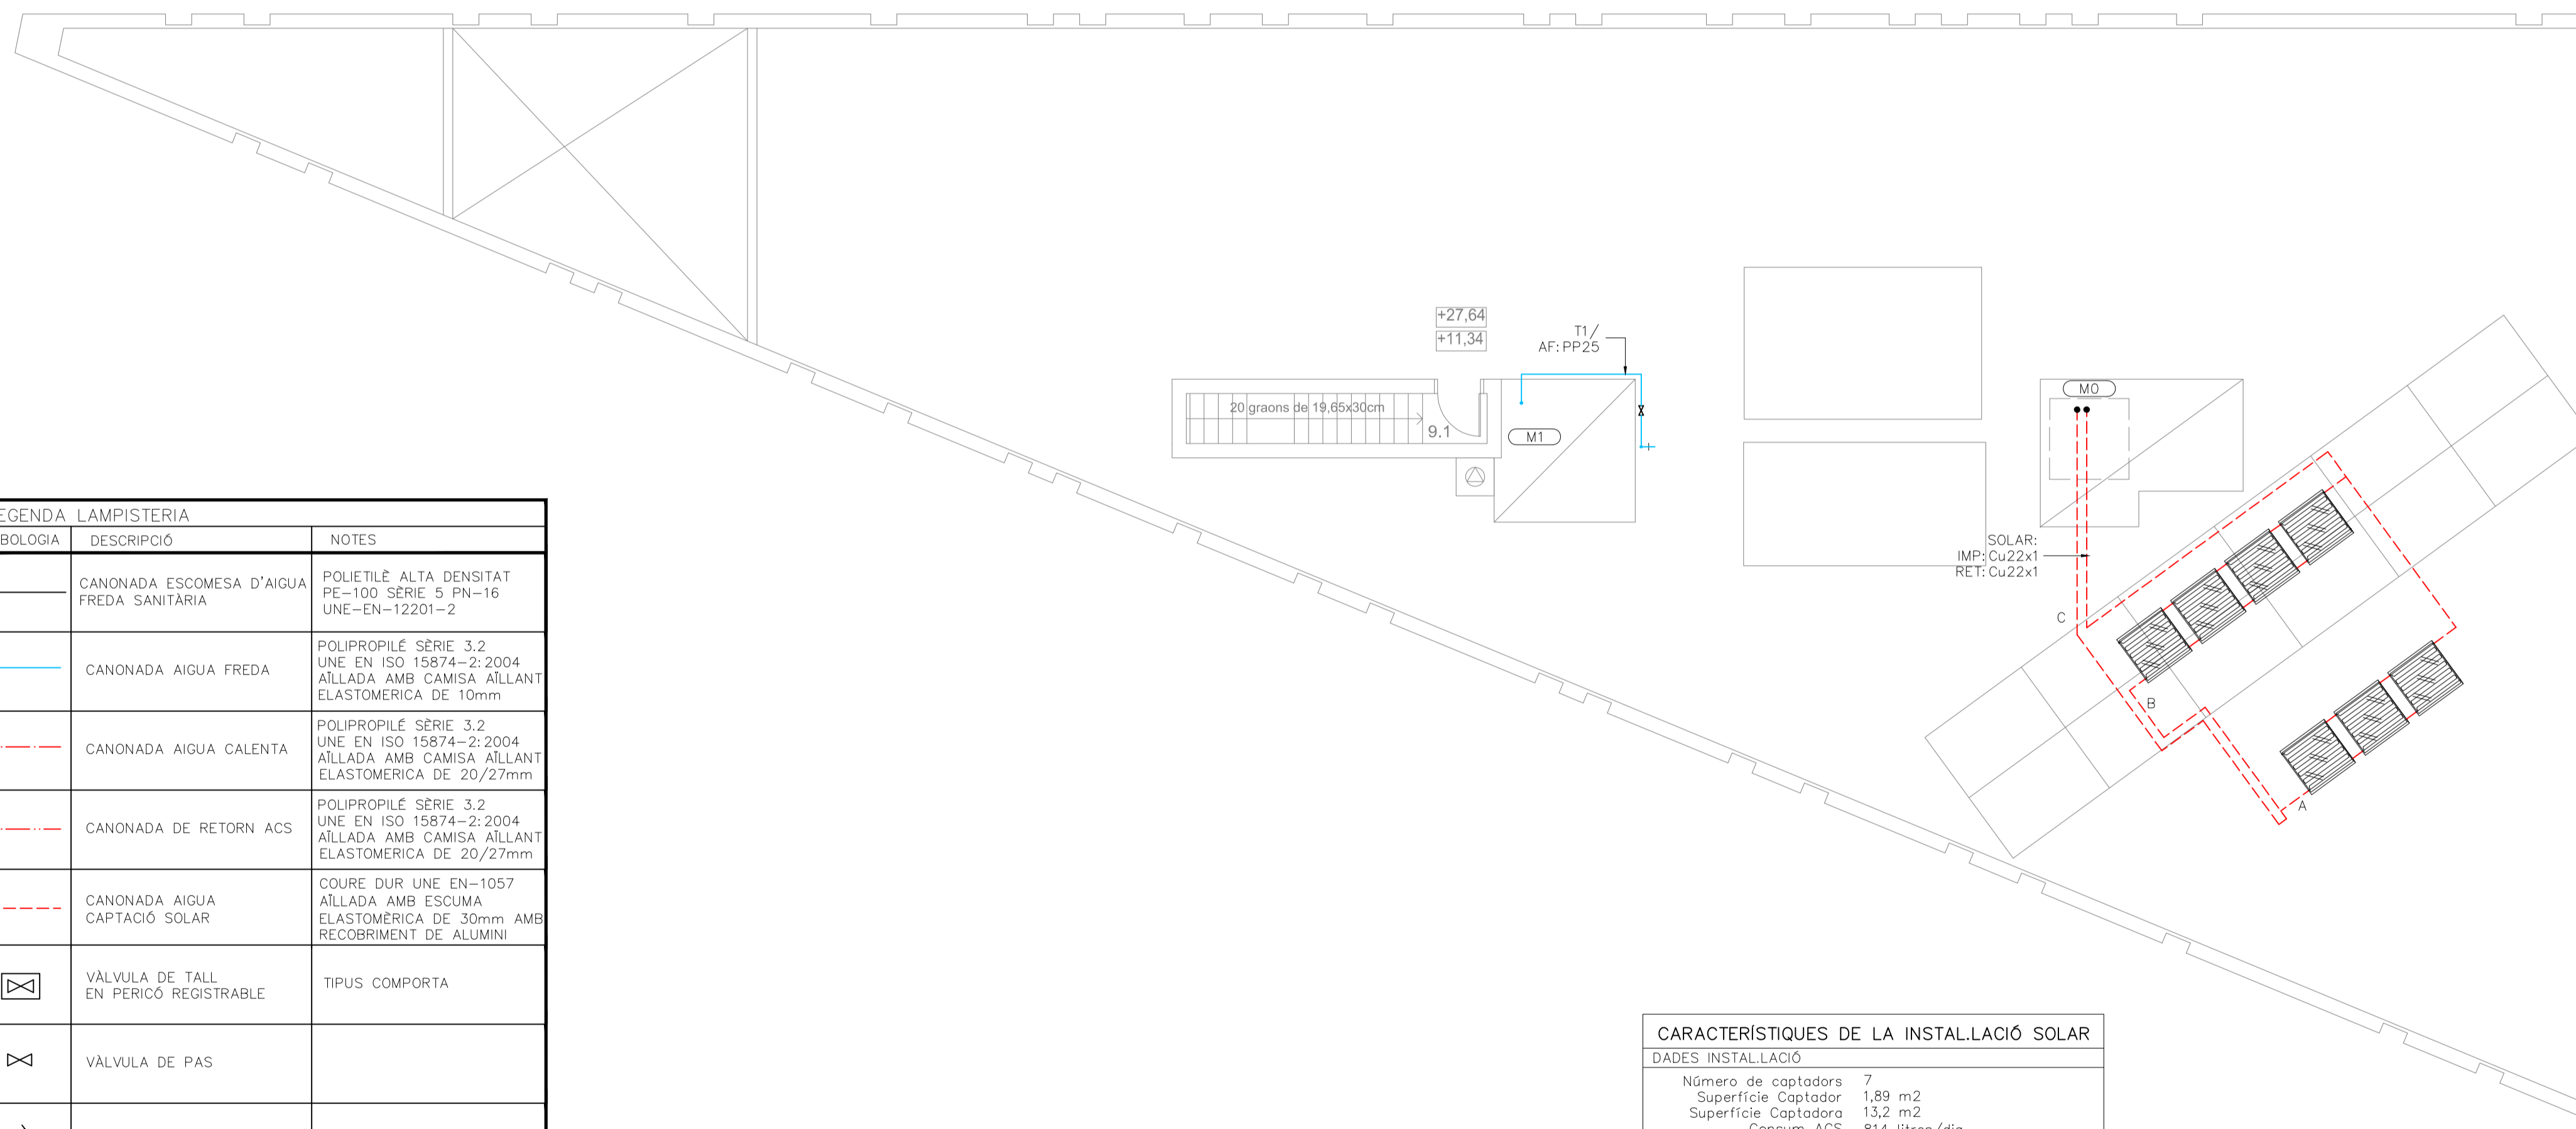 +27,64
+11,34
T1/
AF:PP25
20 graons de 19,65x30cm
9.1
M1
M0
SOLAR:
IMP:Cu22x1
RET:Cu22x1
C
B
A
EGENDA LAMPISTERIA
BOLOGIA DESCRIPCIÓ NOTES
CANONADA ESCOMESA D'AIGUA
FREDA SANITÀRIA
POLIETILÈ ALTA DENSITAT
PE-100 SÈRIE 5 PN-16
UNE-EN-12201-2
CANONADA AIGUA FREDA
POLIPROPILÉ SÈRIE 3.2
UNE EN ISO 15874-2:2004
AÏLLADA AMB CAMISA AÏLLANT
ELASTOMERICA DE 10mm
CANONADA AIGUA CALENTA
POLIPROPILÉ SÈRIE 3.2
UNE EN ISO 15874-2:2004
AÏLLADA AMB CAMISA AÏLLANT
ELASTOMERICA DE 20/27mm
CANONADA DE RETORN ACS
POLIPROPILÉ SÈRIE 3.2
UNE EN ISO 15874-2:2004
AÏLLADA AMB CAMISA AÏLLANT
ELASTOMERICA DE 20/27mm
CANONADA AIGUA
CAPTACIÓ SOLAR
COURE DUR UNE EN-1057
AÏLLADA AMB ESCUMA
ELASTOMÈRICA DE 30mm AMB
RECOBRIMENT DE ALUMINI
VÀLVULA DE TALL
EN PERICÓ REGISTRABLE
TIPUS COMPORTA
VÀLVULA DE PAS
CARACTERÍSTIQUES DE LA INSTAL.LACIÓ SOLAR
DADES INSTAL.LACIÓ
Número de captadors 7
Superfície Captador 1,89 m2
Superfície Captadora 13,2 m2
Consum ACS 814 litres/dia